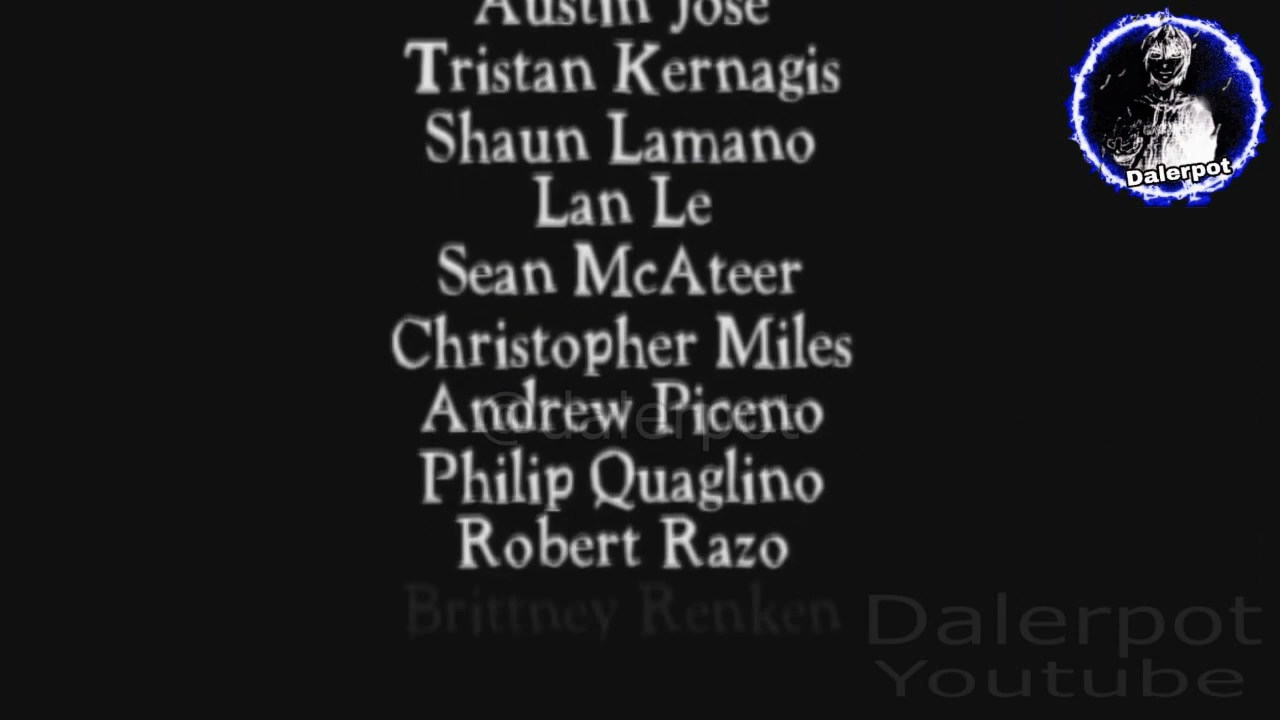 Austin Jose
Tristan Kernagis
Shaun Lamano
Lan Le
Sean McAteer
Christopher Miles
Andrew Piceno
@dalerpot
Philip Quaglino
Robert Razo
Brittney Renken
Dalerpot
Dalerpot
Youtube